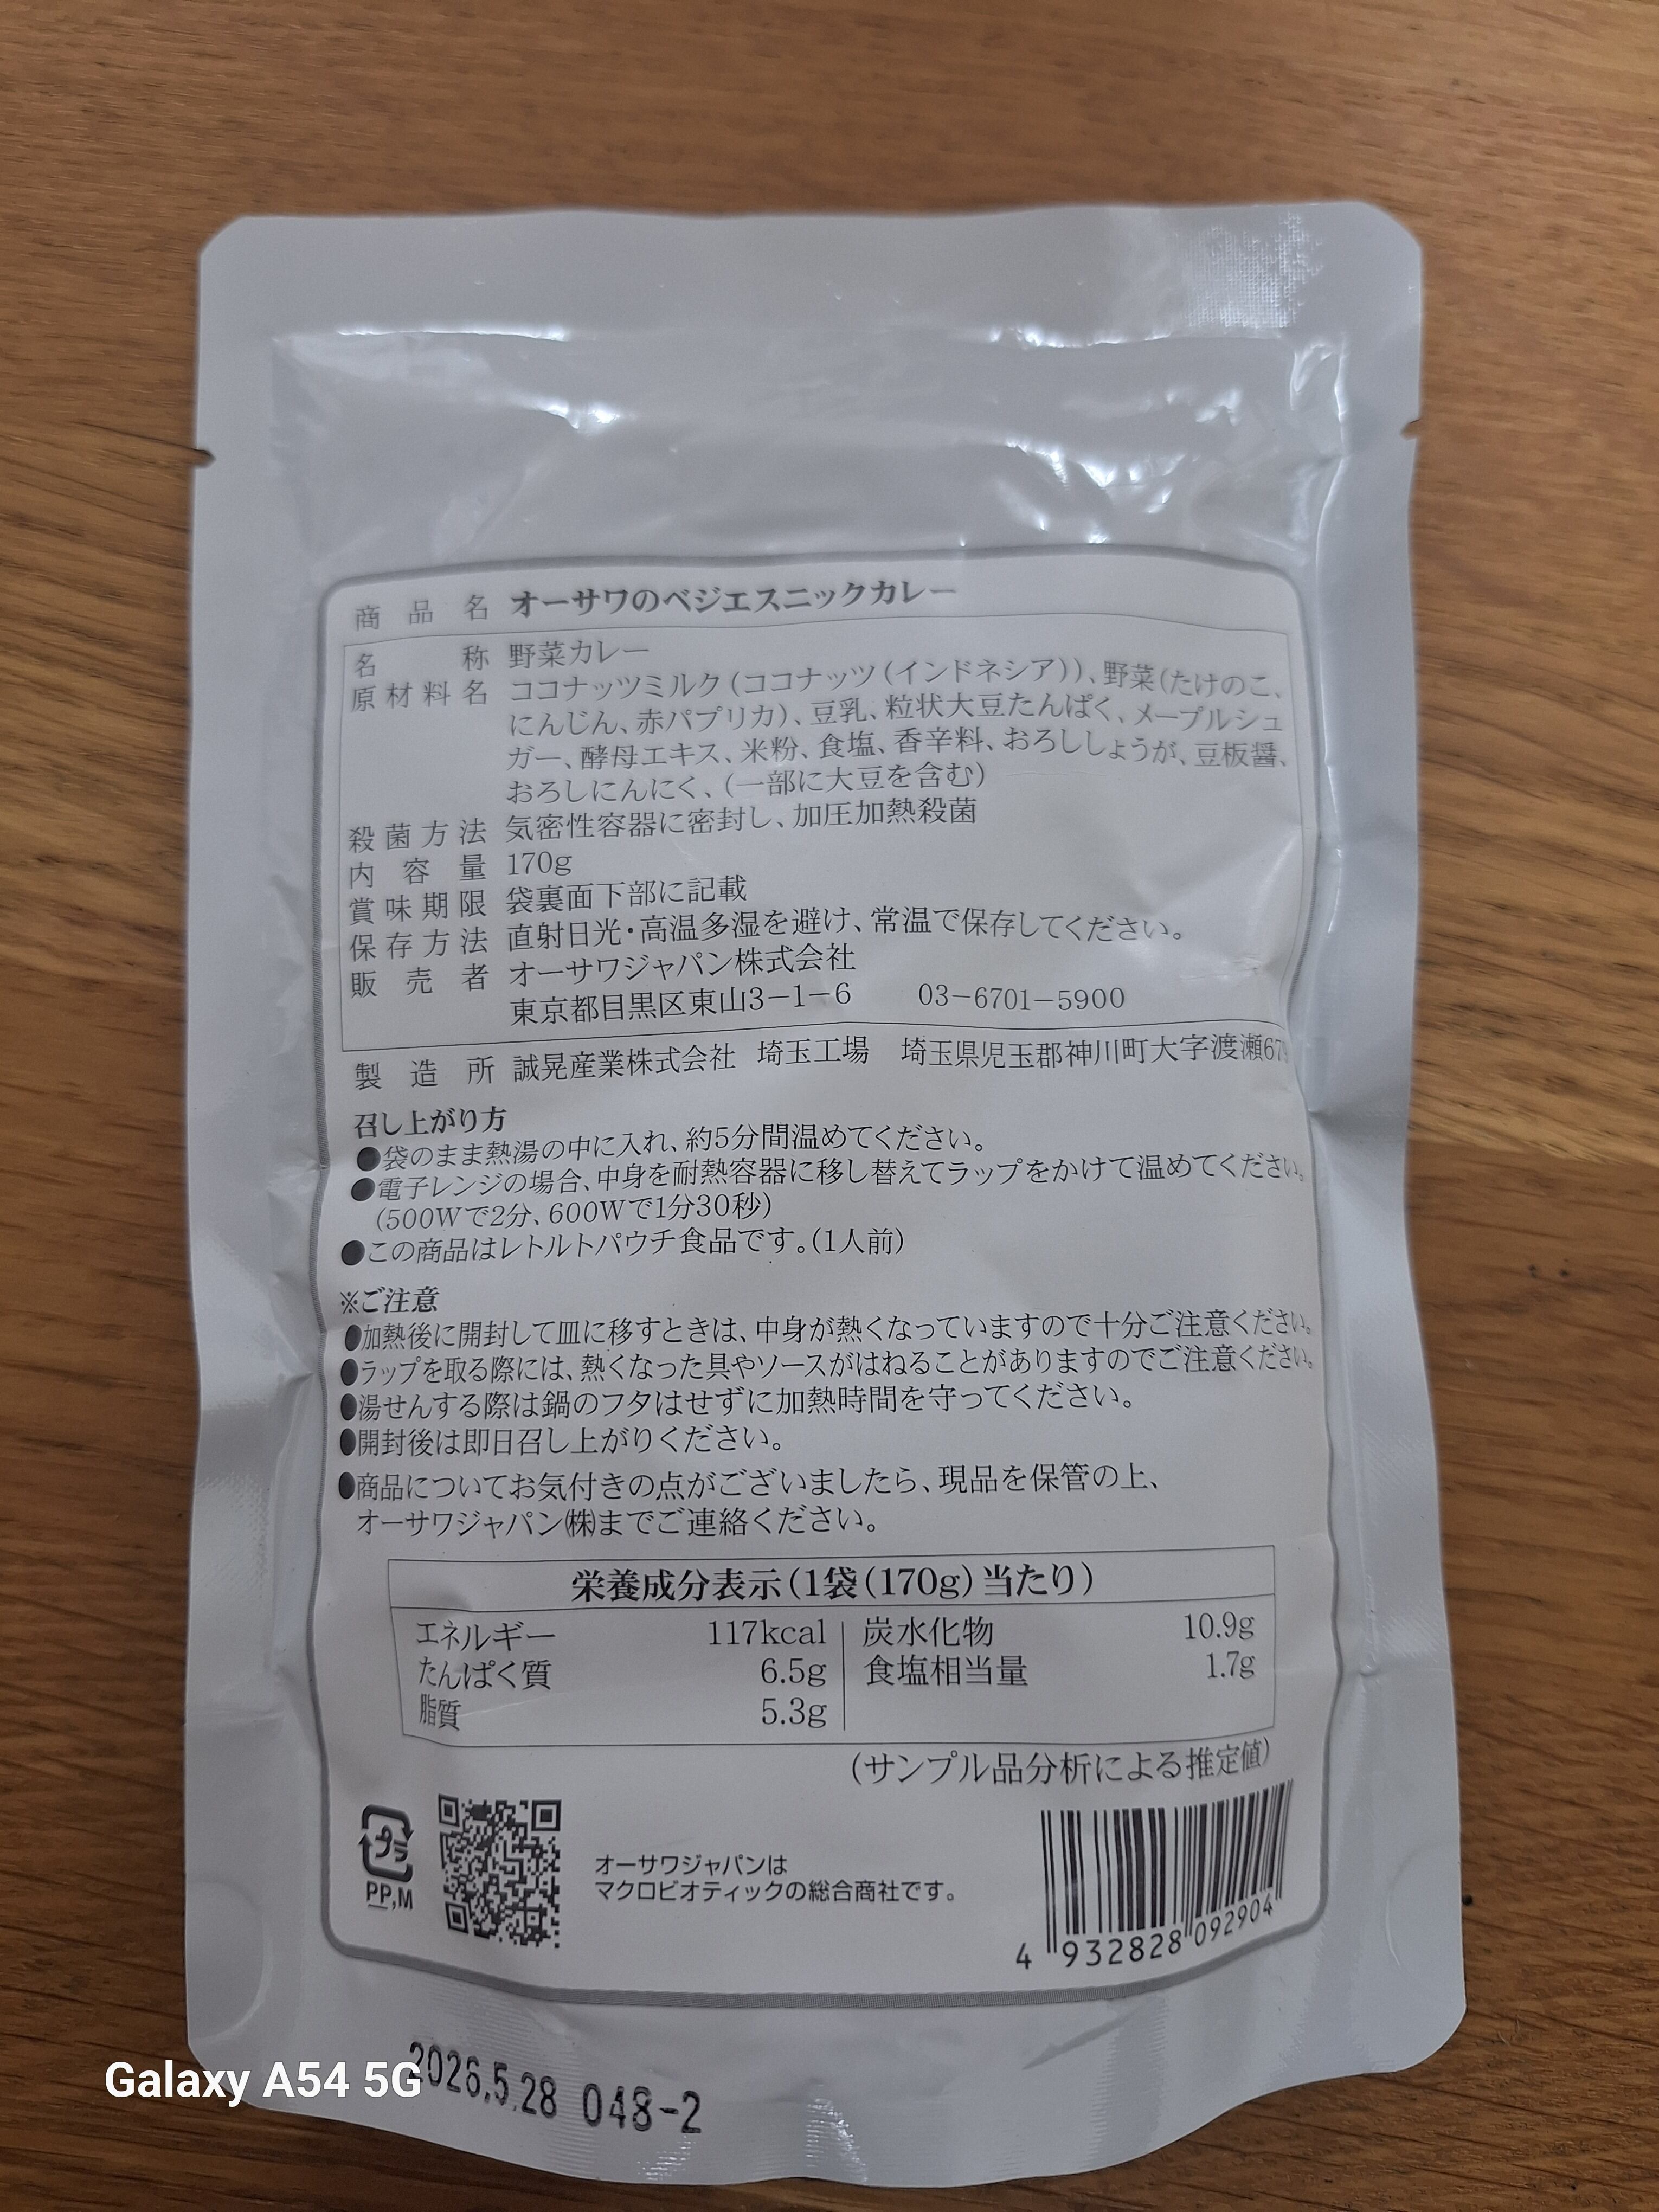 商品名 オーサワのベジエスニックカレー
名称 野菜カレー
原材料名 ココナッツミルク(ココナッツ(インドネシア))、野菜(たけのこ、
にんじん、赤パプリカ)、豆乳、粒状大豆たんぱく、メープルシュ
ガー、酵母エキス、米粉、食塩、香辛料、おろししょうが、豆板醤、
おろしにんにく、(一部に大豆を含む)
殺菌方法 気密性容器に密封し、加圧加熱殺菌
内容量 170g
賞味期限 袋裏面下部に記載
保存方法 直射日光・高温多湿を避け、常温で保存してください。
販売者 オーサワジャパン株式会社
東京都目黒区東山3-1-6 03-6701-5900
製造所 誠晃産業株式会社 埼玉工場 埼玉県児玉郡神川町大字渡瀬
召し上がり方
●袋のまま熱湯の中に入れ、約5分間温めてください。
●電子レンジの場合、中身を耐熱容器に移し替えてラップをかけて温めてください。
(500Wで2分、600Wで1分30秒)
●この商品はレトルトパウチ食品です。(1人前)
※ご注意
●加熱後に開封して皿に移すときは、中身が熱くなっていますので十分ご注意ください。
●ラップを取る際には、熱くなった具やソースがはねることがありますのでご注意ください。
●湯せんする際は鍋のフタはせずに加熱時間を守ってください。
●開封後は即日召し上がりください。
●商品についてお気付きの点がございましたら、現品を保管の上、
オーサワジャパン㈱までご連絡ください。
栄養成分表示(1袋(170g)当たり)
エネルギー 117kcal 炭水化物 10.9g
たんぱく質 6.5g 食塩相当量 1.7g
脂質 5.3g
(サンプル品分析による推定値)
プラ
PP,M
オーサワジャパンは
マクロビオティックの総合商社です。
4 932828 092904
2026.5.28 048-2
Galaxy A54 5G